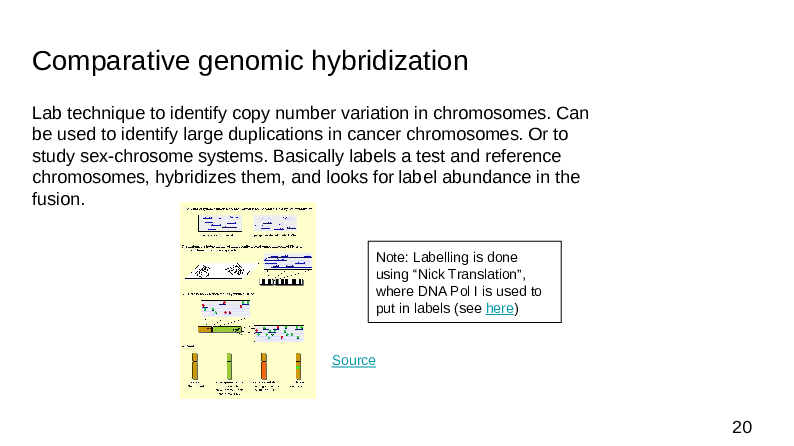 Comparative genomic hybridization
Lab technique to identify copy number variation in chromosomes. Can
be used to identify large duplications in cancer chromosomes. Or to
study sex-chrosome systems. Basically labels a test and reference
chromosomes, hybridizes them, and looks for label abundance in the
fusion.
Note: Labelling is done
using “Nick Translation”,
where DNA Pol I is used to
put in labels (see here)
Source
20